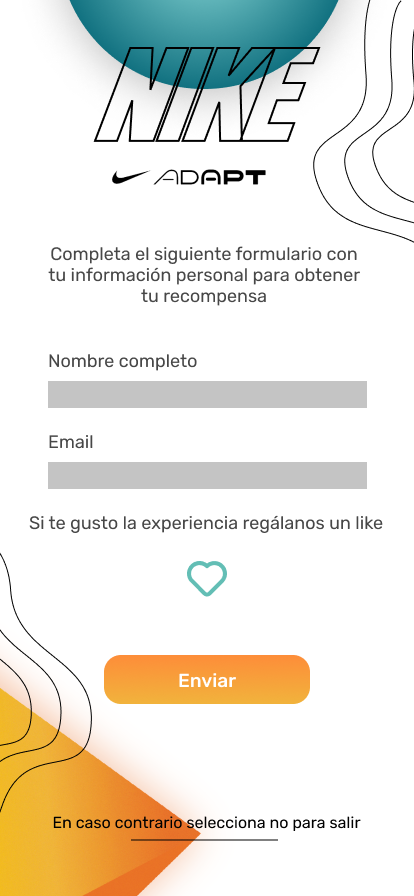 NIKE
ADAPT
Completa el siguiente formulario con
tu información personal para obtener
tu recompensa
Nombre completo
Email
Si te gusto la experiencia regálanos un like
Enviar
En caso contrario selecciona no para salir